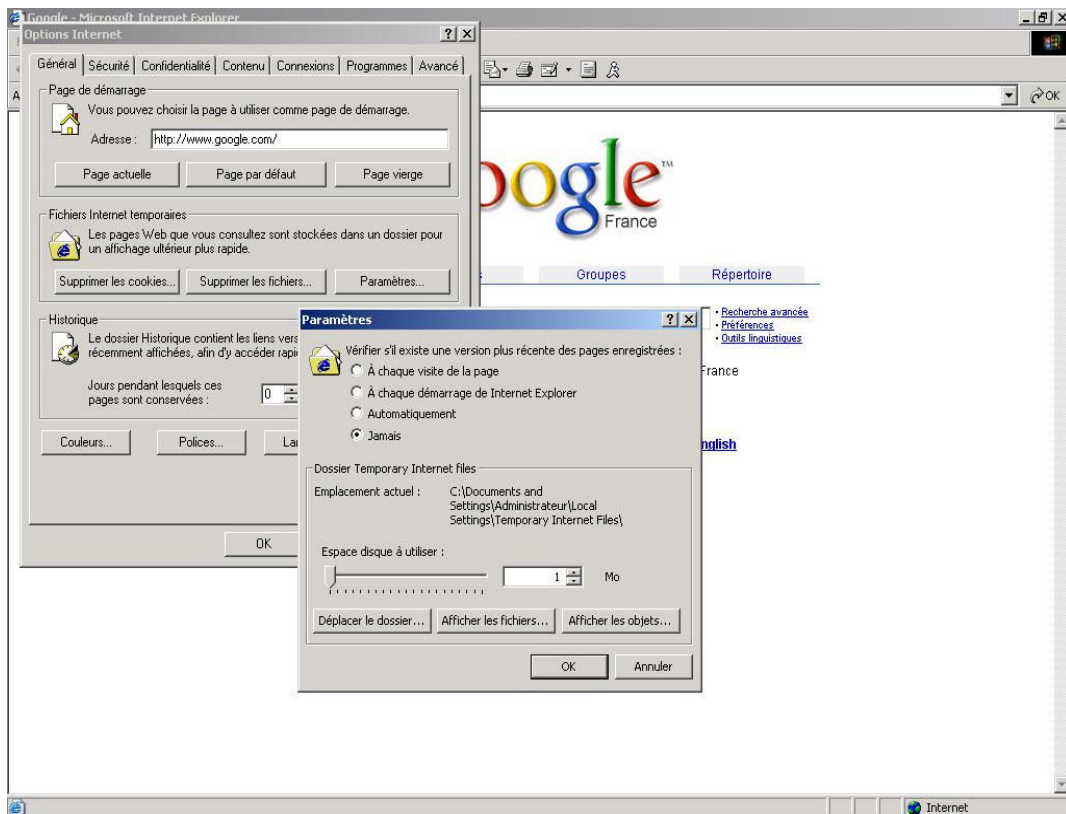 Google - Microsoft Internet Explorer
Options Internet
Général Sécurité Confidentialité Contenu Connexions Programmes Avancé
Page de démarrage
Vous pouvez choisir la page à utiliser comme page de démarrage.
Adresse : http://www.google.com/
Page actuelle Page par défaut Page vierge
Fichiers Internet temporaires
Les pages Web que vous consultez sont stockées dans un dossier pour
un affichage ultérieur plus rapide.
Supprimer les cookies... Supprimer les fichiers... Paramètres...
Historique
Le dossier Historique contient les liens vers
récemment affichées, afin d'y accéder
Jours pendant lesquels ces
pages sont conservées : 0
Couleurs... Polices...
OK
OK
oogle™
France
Groupes Répertoire
• Recherche avancée
• Préférences
• Outils linguistiques
France
nglish
Paramètres
Vérifier s'il existe une version plus récente des pages enregistrées :
À chaque visite de la page
À chaque démarrage de Internet Explorer
Automatiquement
Jamais
Dossier Temporary Internet files
Emplacement actuel : C:\Documents and
Settings\Administrateur\Local
Settings\Temporary Internet Files\
Espace disque à utiliser :
1 Mo
Déplacer le dossier... Afficher les fichiers... Afficher les objets...
OK Annuler
Internet